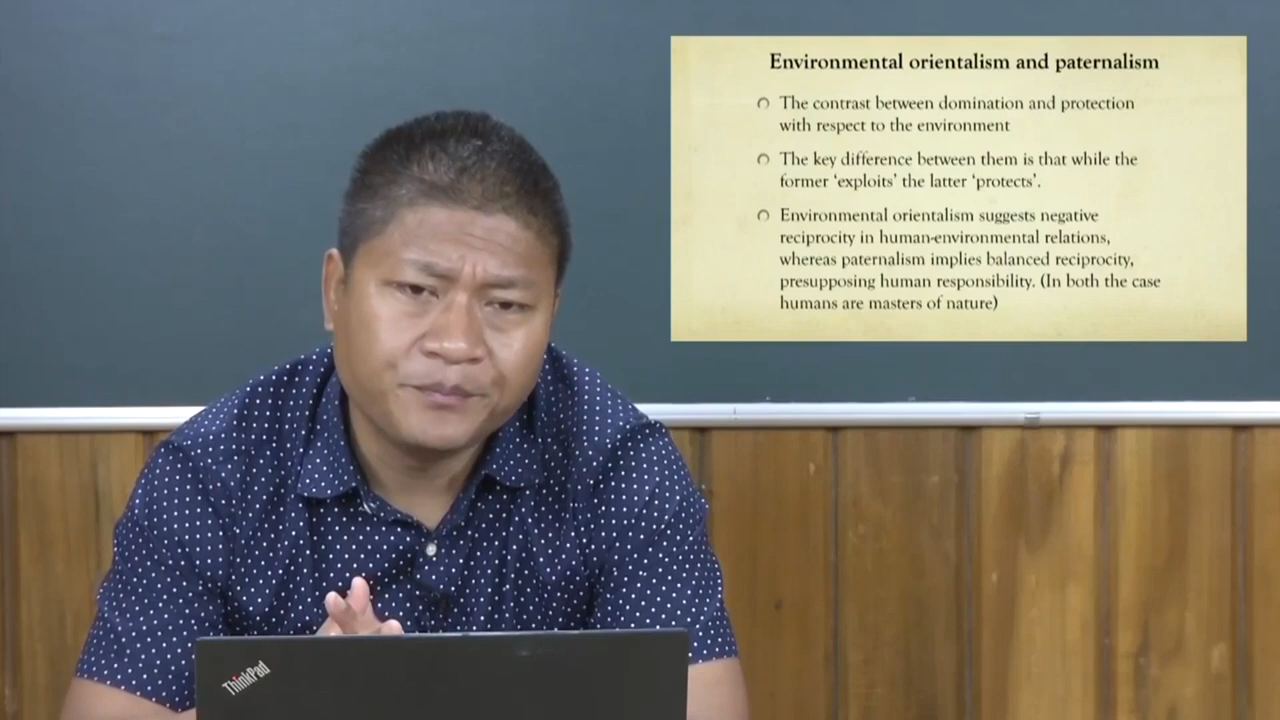 Environmental orientalism and paternalism
The contrast between domination and protection
with respect to the environment
The key difference between them is that while the
former ‘exploits’ the latter ‘protects’.
Environmental orientalism suggests negative
reciprocity in human-environmental relations,
whereas paternalism implies balanced reciprocity,
presupposing human responsibility. (In both the case
humans are masters of nature)
ThinkPad